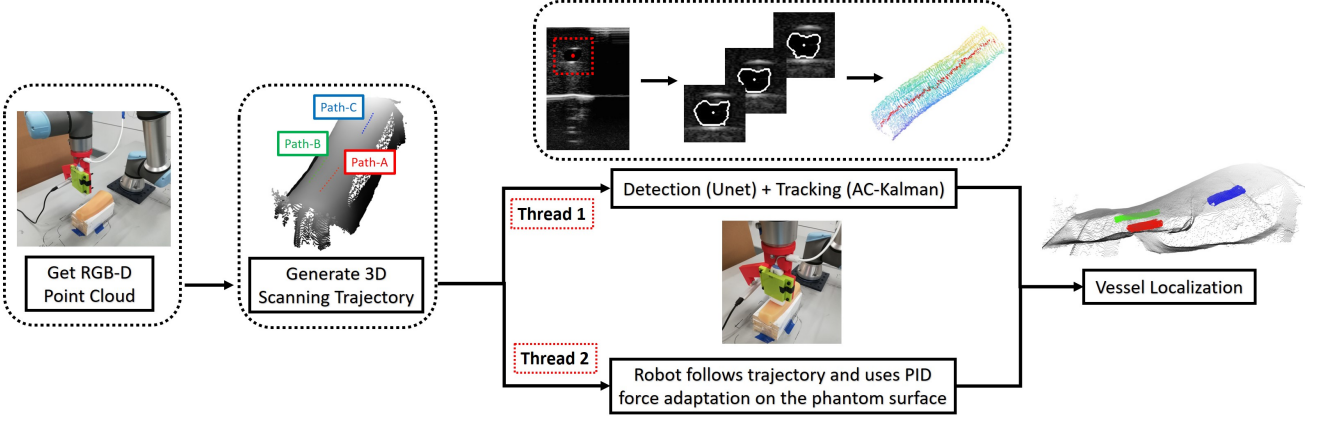 Get RGB-D
Point Cloud
Path-C
Path-B
Path-A
Generate 3D
Scanning Trajectory
Thread 1
Detection (Unet) + Tracking (AC-Kalman)
Thread 2
Robot follows trajectory and uses PID
force adaptation on the phantom surface
Vessel Localization